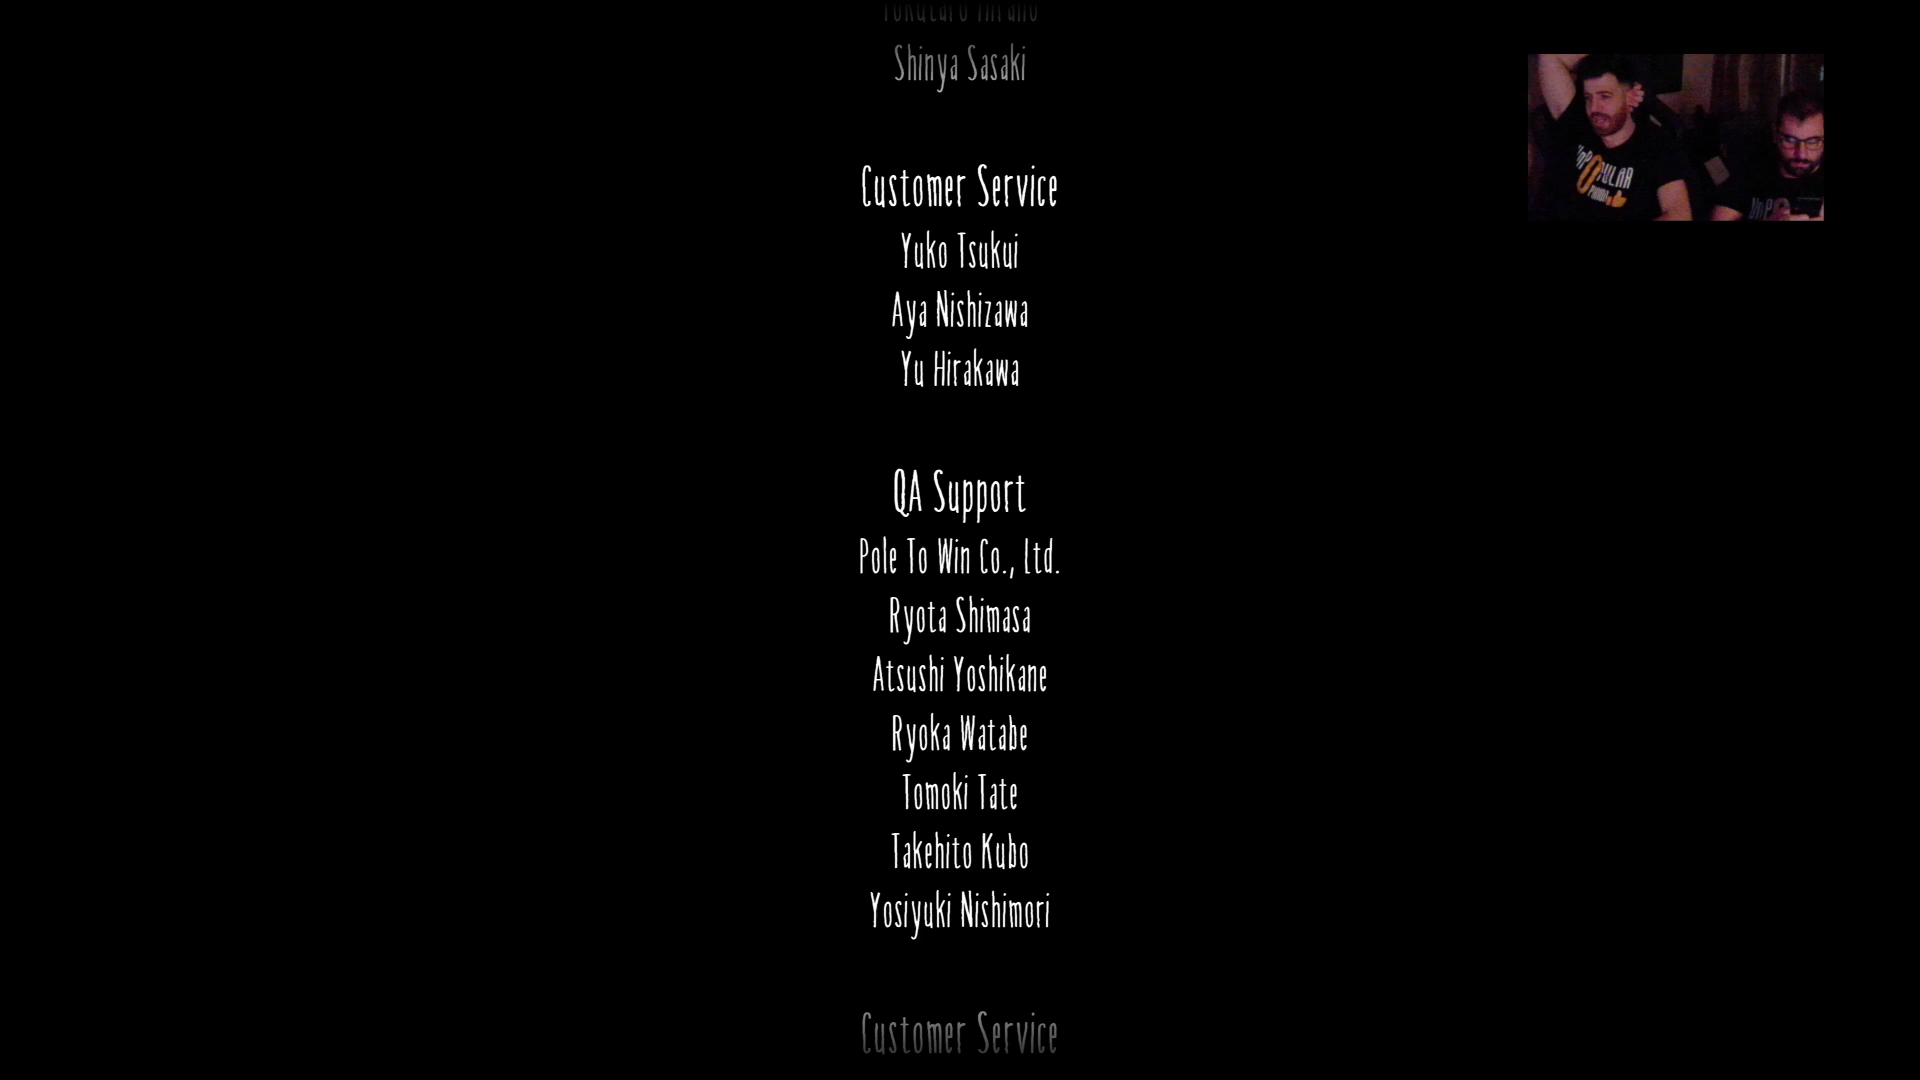 Shinya Sasaki
Customer Service
Yuko Tsukui
Aya Nishizawa
Yu Hirakawa
QA Support
Pole To Win Co., Ltd.
Ryota Shimasa
Atsushi Yoshikane
Ryoka Watabe
Tomoki Tate
Takehito Kubo
Yosiyuki Nishimori
Customer Service